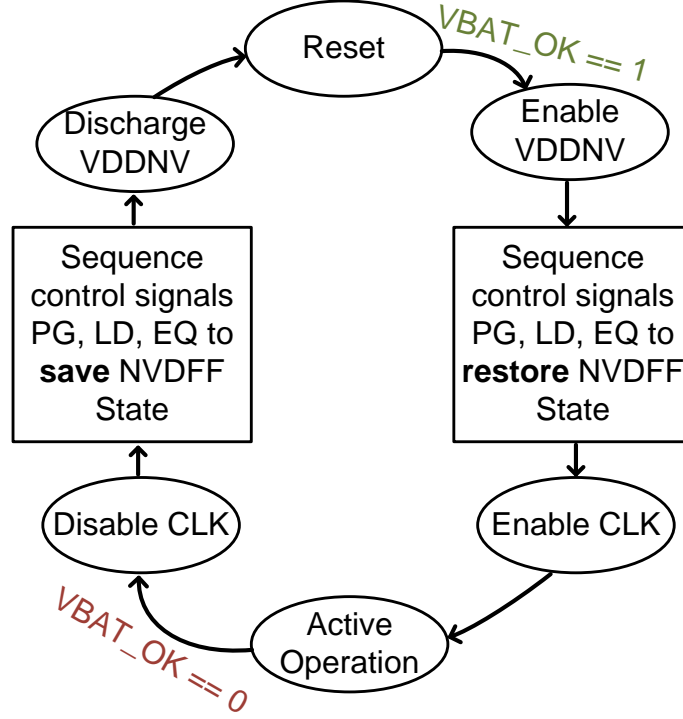 Reset
VBAT_OK == 1
Enable
VDDNV
Sequence
control signals
PG, LD, EQ to
restore NVDFF
State
Enable CLK
Active
Operation
VBAT_OK == 0
Disable CLK
Sequence
control signals
PG, LD, EQ to
save NVDFF
State
Discharge
VDDNV